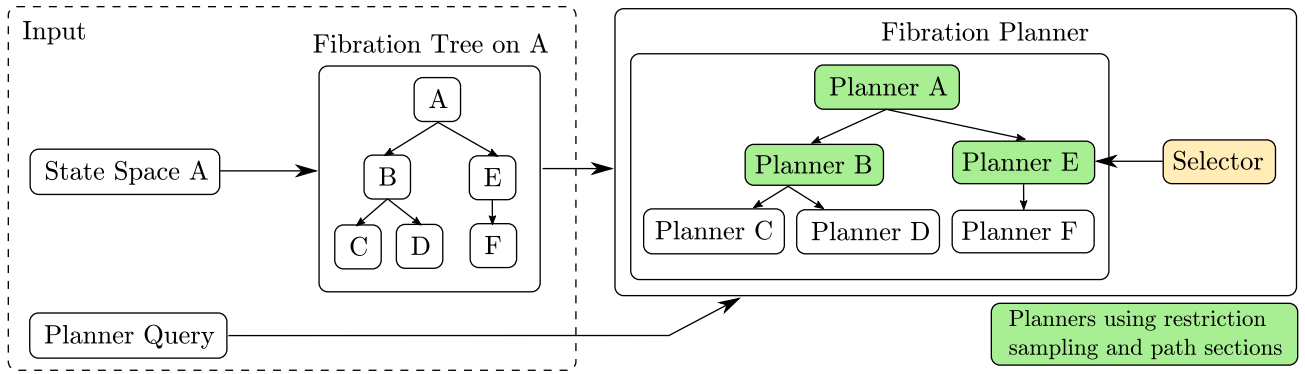 Input
Fibration Tree on A
A
B
E
C
D
F
State Space A
Planner Query
Fibration Planner
Planner A
Planner B
Planner E
Planner C
Planner D
Planner F
Selector
Planners using restriction
sampling and path sections